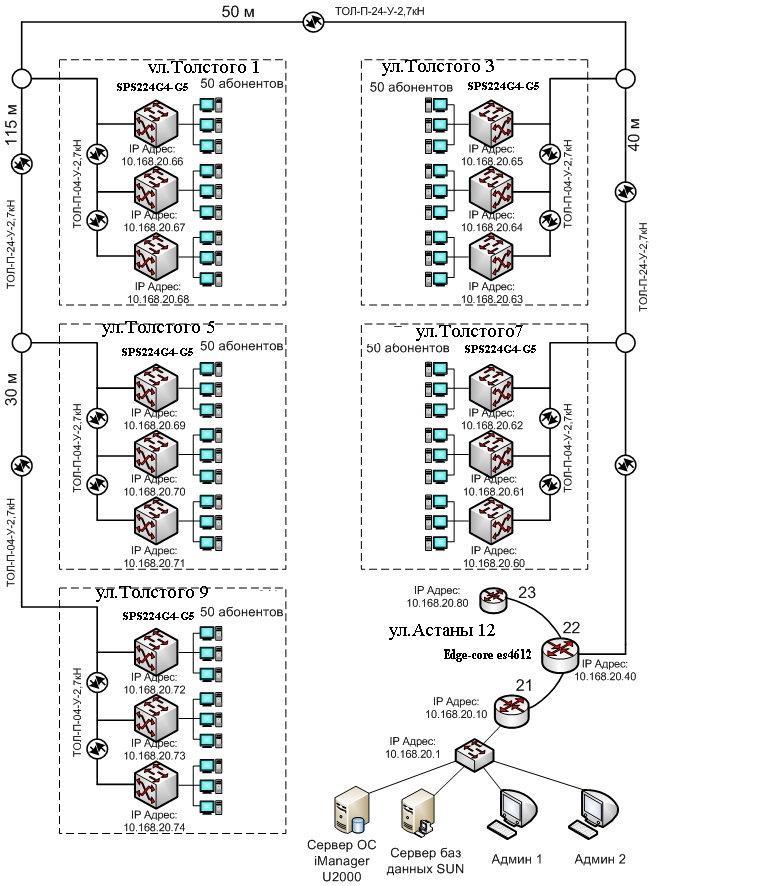 50 м
ТОЛ-П-24-У-2,7кН
ул.Толстого 1
SPS224G4-G5
50 абонентов
IP Адрес:
10.168.20.66
IP Адрес:
10.168.20.67
IP Адрес:
10.168.20.68
ТОЛ-П-04-У-2,7кН
115 м
ТОЛ-П-24-У-2,7кН
ул.Толстого 3
50 абонентов
SPS224G4-G5
IP Адрес:
10.168.20.65
IP Адрес:
10.168.20.64
IP Адрес:
10.168.20.63
ТОЛ-П-04-У-2,7кН
40 м
ТОЛ-П-24-У-2,7кН
ул.Толстого 5
SPS224G4-G5
50 абонентов
IP Адрес:
10.168.20.69
IP Адрес:
10.168.20.70
IP Адрес:
10.168.20.71
ТОЛ-П-04-У-2,7кН
30 м
ТОЛ-П-04-У-2,7кН
ул.Толстого7
50 абонентов
SPS224G4-G5
IP Адрес:
10.168.20.62
IP Адрес:
10.168.20.61
IP Адрес:
10.168.20.60
ТОЛ-П-04-У-2,7кН
ул.Толстого 9
SPS224G4-G5
50 абонентов
IP Адрес:
10.168.20.72
IP Адрес:
10.168.20.73
IP Адрес:
10.168.20.74
ТОЛ-П-04-У-2,7кН
IP Адрес:
10.168.20.80
23
ул.Астаны 12
22
Edge-core es4612
IP Адрес:
10.168.20.40
21
IP Адрес:
10.168.20.10
IP Адрес:
10.168.20.1
Сервер ОС
iManager
U2000
Сервер баз
данных SUN
Админ 1
Админ 2